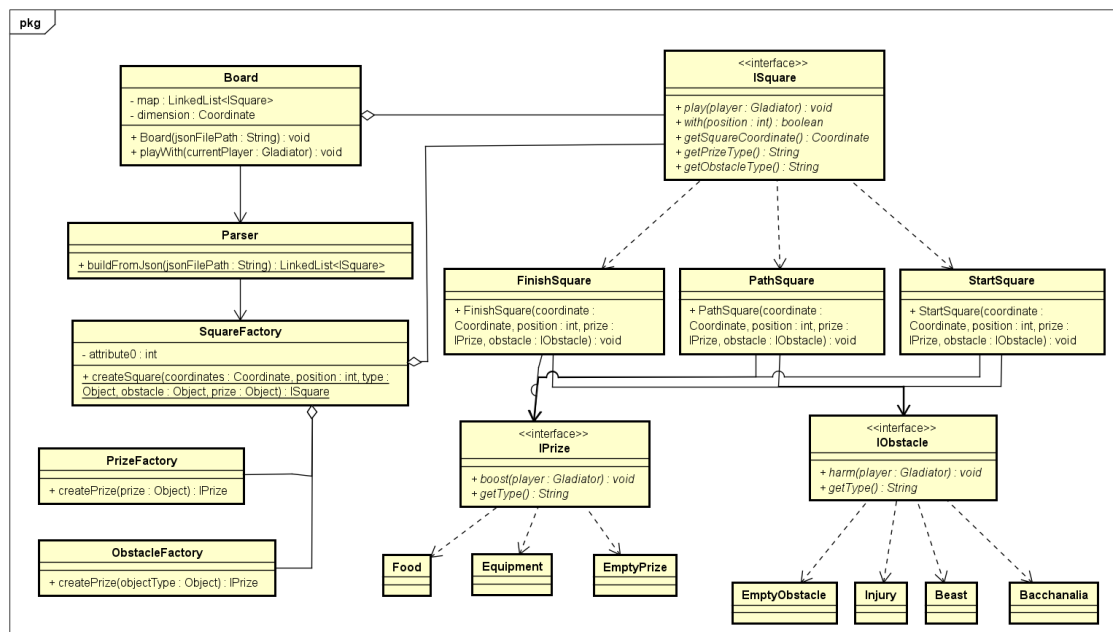 pkg
Board
- map : LinkedList<ISquare>
- dimension : Coordinate
+ Board(jsonFilePath : String) : void
+ playWith(currentPlayer : Gladiator) : void
<<interface>>
ISquare
+ play(player : Gladiator) : void
+ with(position : int) : boolean
+ getSquareCoordinate() : Coordinate
+ getPrizeType() : String
+ getObstacleType() : String
Parser
+ buildFromJson(jsonFilePath : String) : LinkedList<ISquare>
FinishSquare
+ FinishSquare(coordinate :
Coordinate, position : int, prize :
IPrize, obstacle : IObstacle) : void
PathSquare
+ PathSquare(coordinate :
Coordinate, position : int, prize :
IPrize, obstacle : IObstacle) : void
StartSquare
+ StartSquare(coordinate :
Coordinate, position : int, prize :
IPrize, obstacle : IObstacle) : void
SquareFactory
- attribute0 : int
+ createSquare(coordinates : Coordinate, position : int, type :
Object, obstacle : Object, prize : Object) : ISquare
<<interface>>
IPrize
+ boost(player : Gladiator) : void
+ getType() : String
<<interface>>
IObstacle
+ harm(player : Gladiator) : void
+ getType() : String
PrizeFactory
+ createPrize(prize : Object) : IPrize
ObstacleFactory
+ createPrize(objectType : Object) : IPrize
Food
Equipment
EmptyPrize
EmptyObstacle
Injury
Beast
Bacchanalia